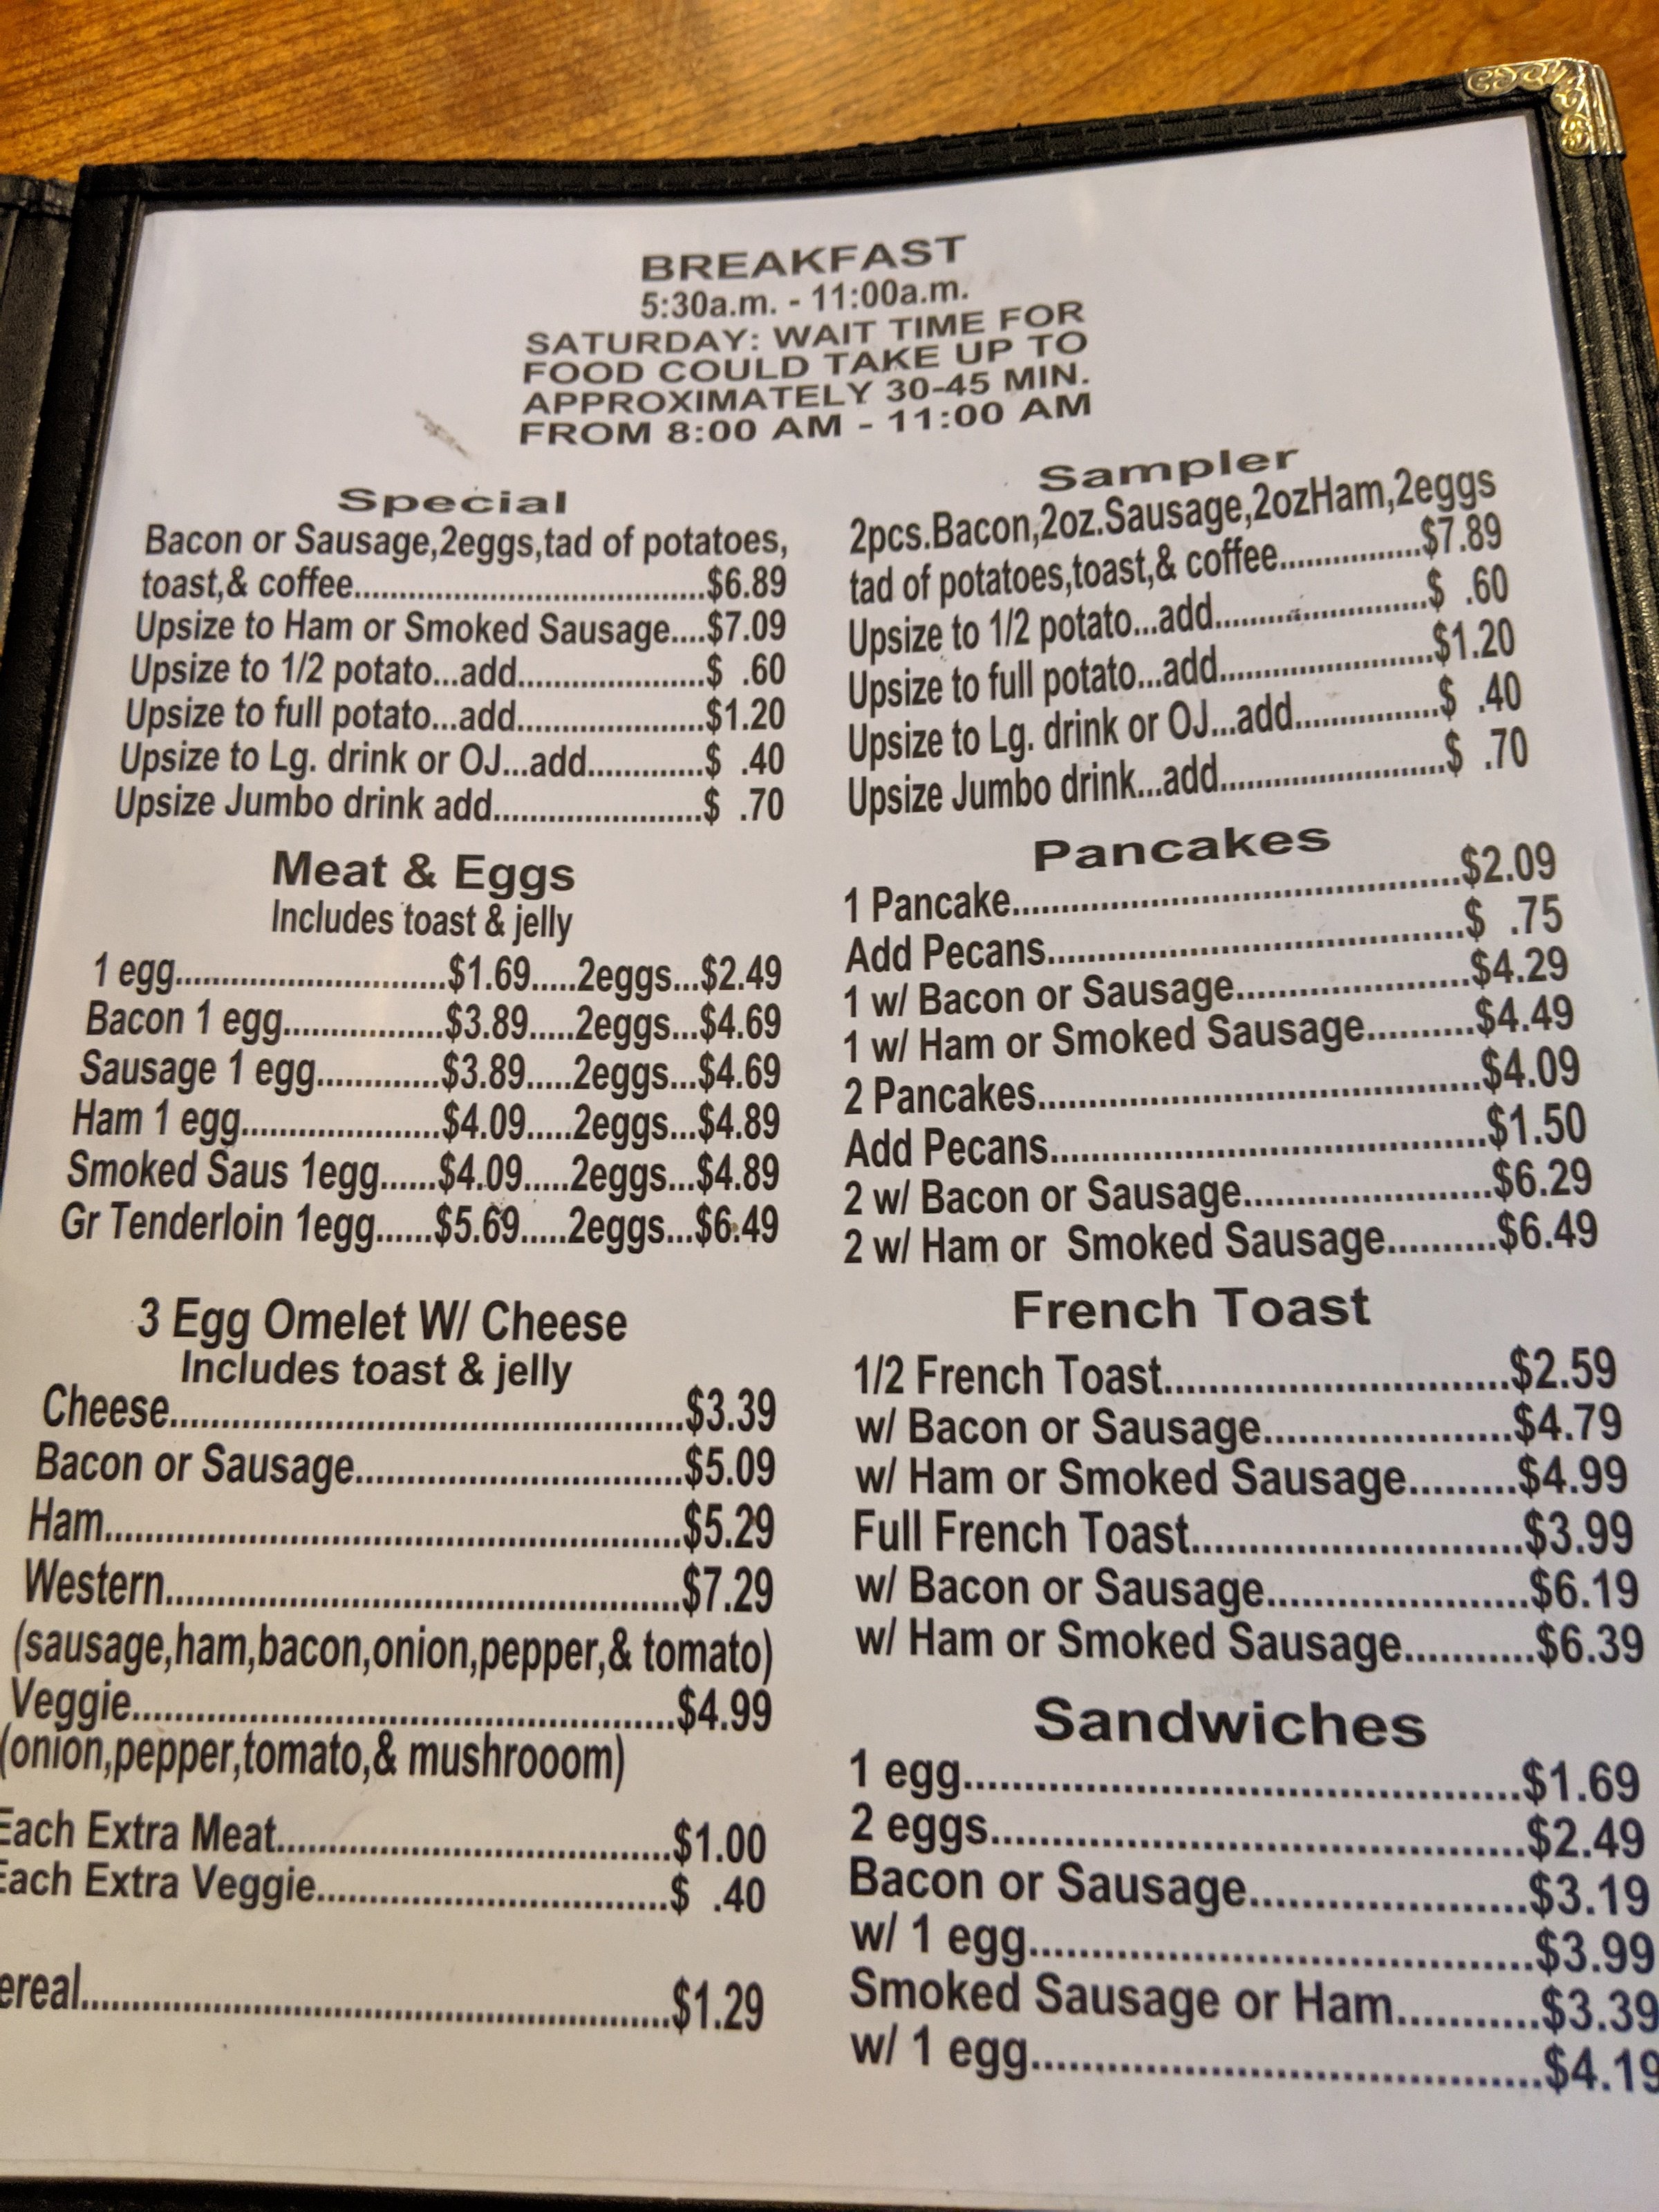 BREAKFAST
5:30a.m. - 11:00a.m.
SATURDAY: WAIT TIME FOR
FOOD COULD TAKE UP TO
APPROXIMATELY 30-45 MIN.
FROM 8:00 AM - 11:00 AM
Special
Bacon or Sausage,2eggs,tad of potatoes,
toast,& coffee.......................................$6.89
Upsize to Ham or Smoked Sausage....$7.09
Upsize to 1/2 potato...add.....................$ .60
Upsize to full potato...add....................$1.20
Upsize to Lg. drink or OJ...add.............$ .40
Upsize Jumbo drink add.......................$ .70
Meat & Eggs
Includes toast & jelly
1 egg..............................$1.69.....2eggs...$2.49
Bacon 1 egg.................$3.89.....2eggs...$4.69
Sausage 1 egg.............$3.89.....2eggs...$4.69
Ham 1 egg.....................$4.09.....2eggs...$4.89
Smoked Saus 1egg......$4.09.....2eggs...$4.89
Gr Tenderloin 1egg......$5.69.....2eggs...$6.49
3 Egg Omelet W/ Cheese
Includes toast & jelly
Cheese.................................................$3.39
Bacon or Sausage...............................$5.09
Ham.......................................................$5.29
Western.................................................$7.29
(sausage,ham,bacon,onion,pepper,& tomato)
Veggie....................................................$4.99
(onion,pepper,tomato,& mushrooom)
Each Extra Meat.....................................$1.00
Each Extra Veggie..................................$ .40
ereal.........................................................$1.29
Sampler
2pcs.Bacon,2oz.Sausage,2ozHam,2eggs
tad of potatoes,toast,& coffee................$7.89
Upsize to 1/2 potato...add.......................$ .60
Upsize to full potato...add.......................$1.20
Upsize to Lg. drink or OJ...add...............$ .40
Upsize Jumbo drink...add........................$ .70
Pancakes
1 Pancake.............................................$2.09
Add Pecans..........................................$ .75
1 w/ Bacon or Sausage.......................$4.29
1 w/ Ham or Smoked Sausage..........$4.49
2 Pancakes..........................................$4.09
Add Pecans.........................................$1.50
2 w/ Bacon or Sausage.......................$6.29
2 w/ Ham or Smoked Sausage..........$6.49
French Toast
1/2 French Toast................................$2.59
w/ Bacon or Sausage.......................$4.79
w/ Ham or Smoked Sausage.........$4.99
Full French Toast..............................$3.99
w/ Bacon or Sausage........................$6.19
w/ Ham or Smoked Sausage...........$6.39
Sandwiches
1 egg..................................................$1.69
2 eggs................................................$2.49
Bacon or Sausage........................$3.19
w/ 1 egg............................................$3.99
Smoked Sausage or Ham...........$3.39
w/ 1 egg............................................$4.19